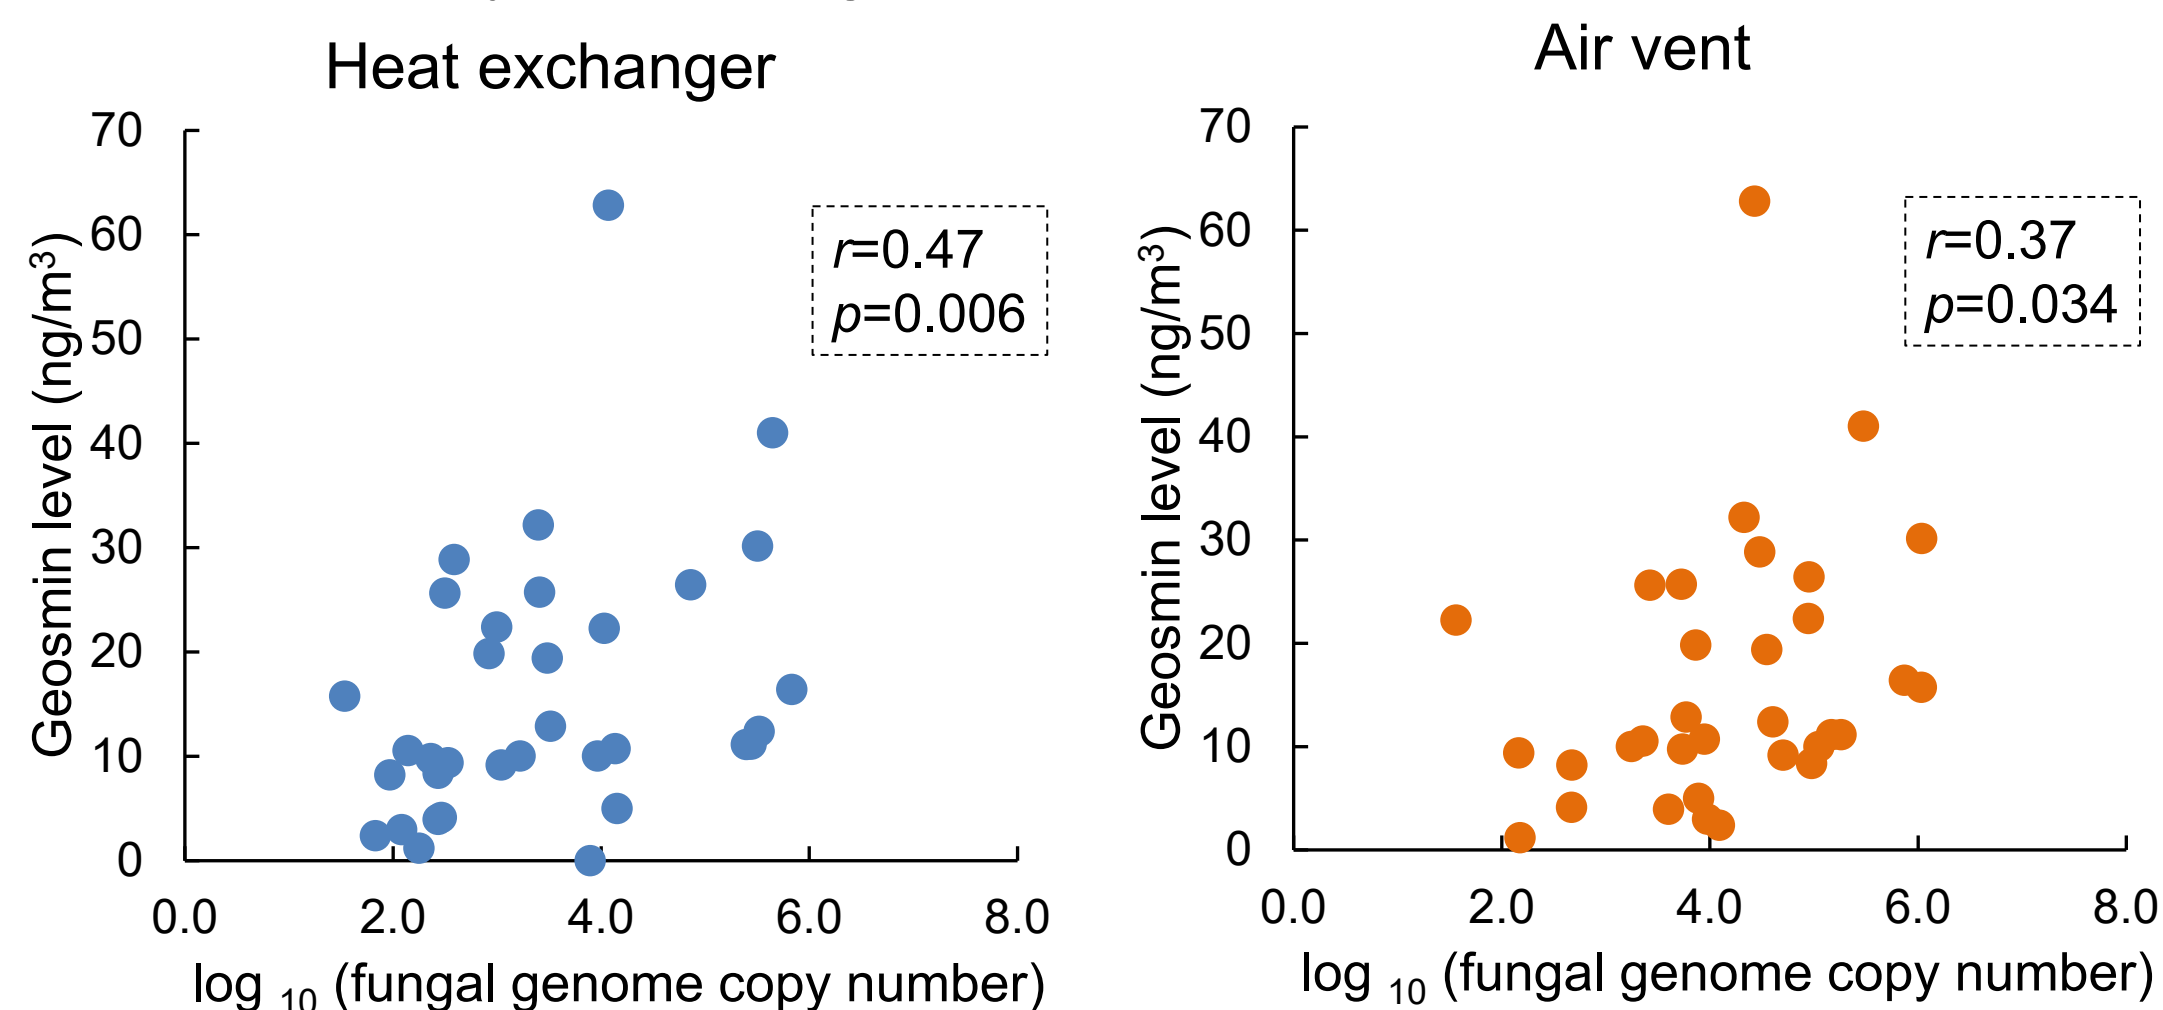 Heat exchanger
70
60
50
40
30
20
10
0
Geosmin level (ng/m³)
r=0.47
p=0.006
0.0 2.0 4.0 6.0 8.0
log 10 (fungal genome copy number)
Air vent
70
60
50
40
30
20
10
0
Geosmin level (ng/m³)
r=0.37
p=0.034
0.0 2.0 4.0 6.0 8.0
log 10 (fungal genome copy number)